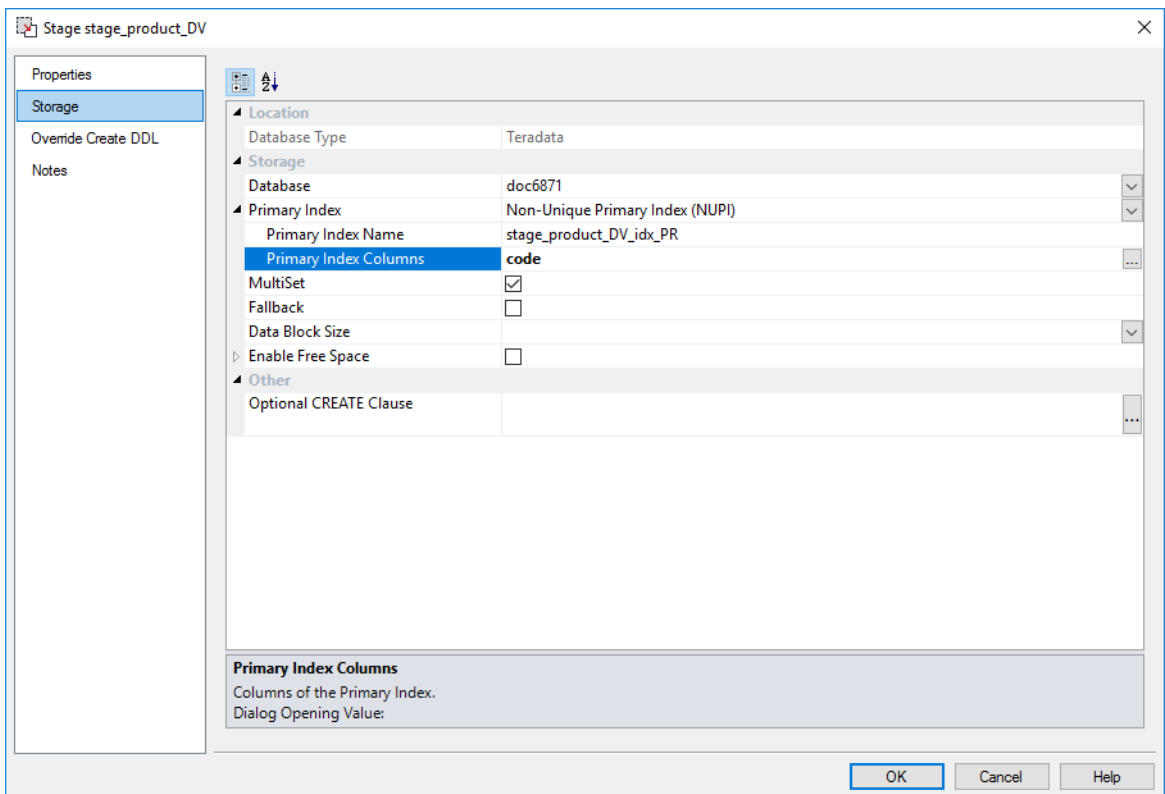 Stage stage_product_DV
Properties
Storage
Override Create DDL
Notes
Location
Database Type Teradata
Storage
Database doc6871
Primary Index Non-Unique Primary Index (NUPI)
Primary Index Name stage_product_DV_idx_PR
Primary Index Columns code ...
MultiSet
Fallback
Data Block Size
Enable Free Space
Other
Optional CREATE Clause ...
Primary Index Columns
Columns of the Primary Index.
Dialog Opening Value:
OK Cancel Help